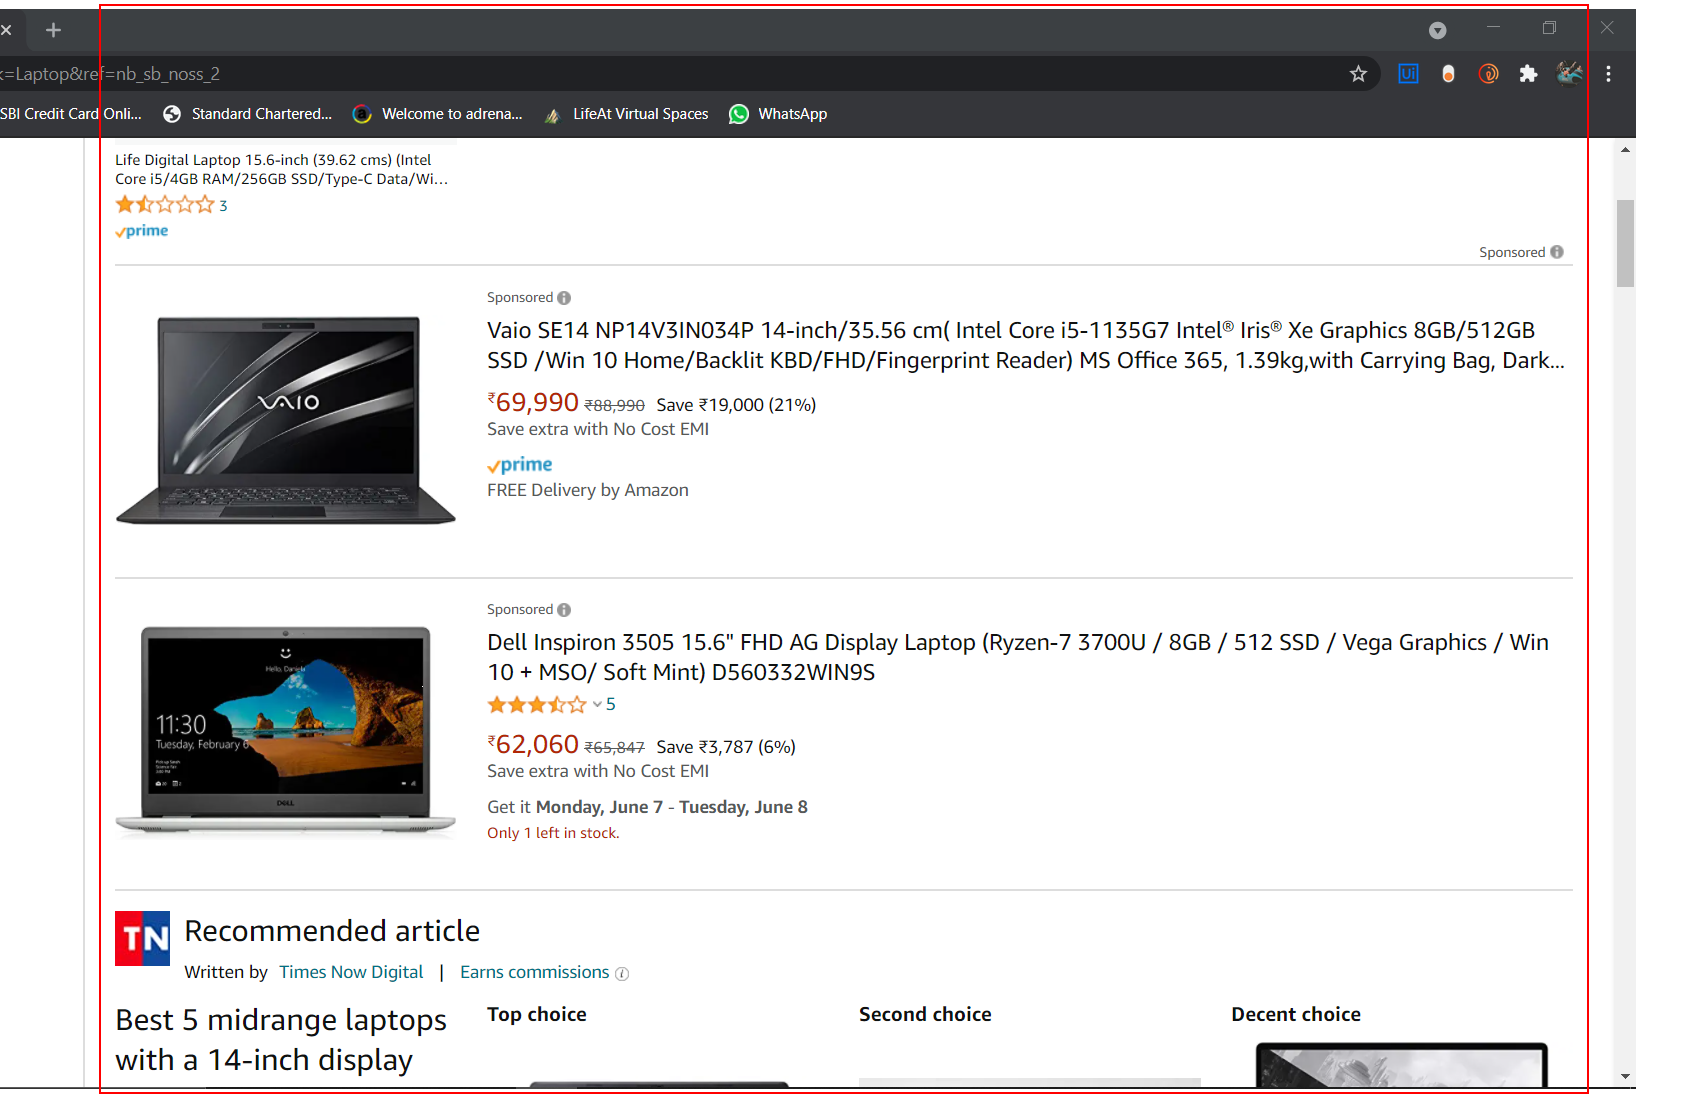 k=Laptop&ref=nb_sb_noss_2
Ui
SBI Credit Card Onli...
Standard Chartered...
Welcome to adrena...
LifeAt Virtual Spaces
WhatsApp
Life Digital Laptop 15.6-inch (39.62 cms) (Intel
Core i5/4GB RAM/256GB SSD/Type-C Data/Wi...
3
prime
Sponsored
Sponsored
Vaio SE14 NP14V3IN034P 14-inch/35.56 cm( Intel Core i5-1135G7 Intel® Iris® Xe Graphics 8GB/512GB
SSD /Win 10 Home/Backlit KBD/FHD/Fingerprint Reader) MS Office 365, 1.39kg,with Carrying Bag, Dark...
₹69,990 ₹88,990 Save ₹19,000 (21%)
Save extra with No Cost EMI
prime
FREE Delivery by Amazon
VAIO
Sponsored
Dell Inspiron 3505 15.6" FHD AG Display Laptop (Ryzen-7 3700U / 8GB / 512 SSD / Vega Graphics / Win
10 + MSO/ Soft Mint) D560332WIN9S
5
₹62,060 ₹65,847 Save ₹3,787 (6%)
Save extra with No Cost EMI
Get it Monday, June 7 - Tuesday, June 8
Only 1 left in stock.
11:30
Tuesday, February 6
DELL
TN
Recommended article
Written by Times Now Digital | Earns commissions
Best 5 midrange laptops
with a 14-inch display
Top choice
Second choice
Decent choice